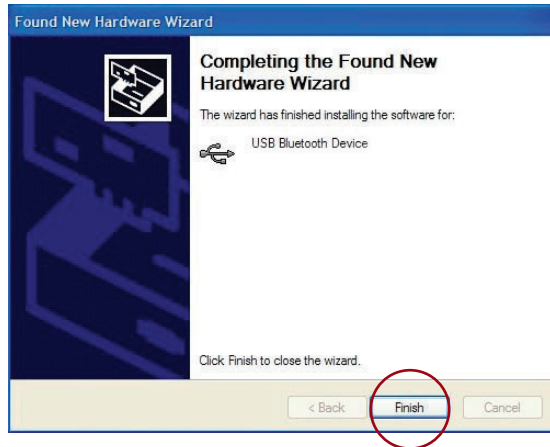 Found New Hardware Wizard
Completing the Found New
Hardware Wizard
The wizard has finished installing the software for:
USB Bluetooth Device
Click Finish to close the wizard.
< Back
Finish
Cancel